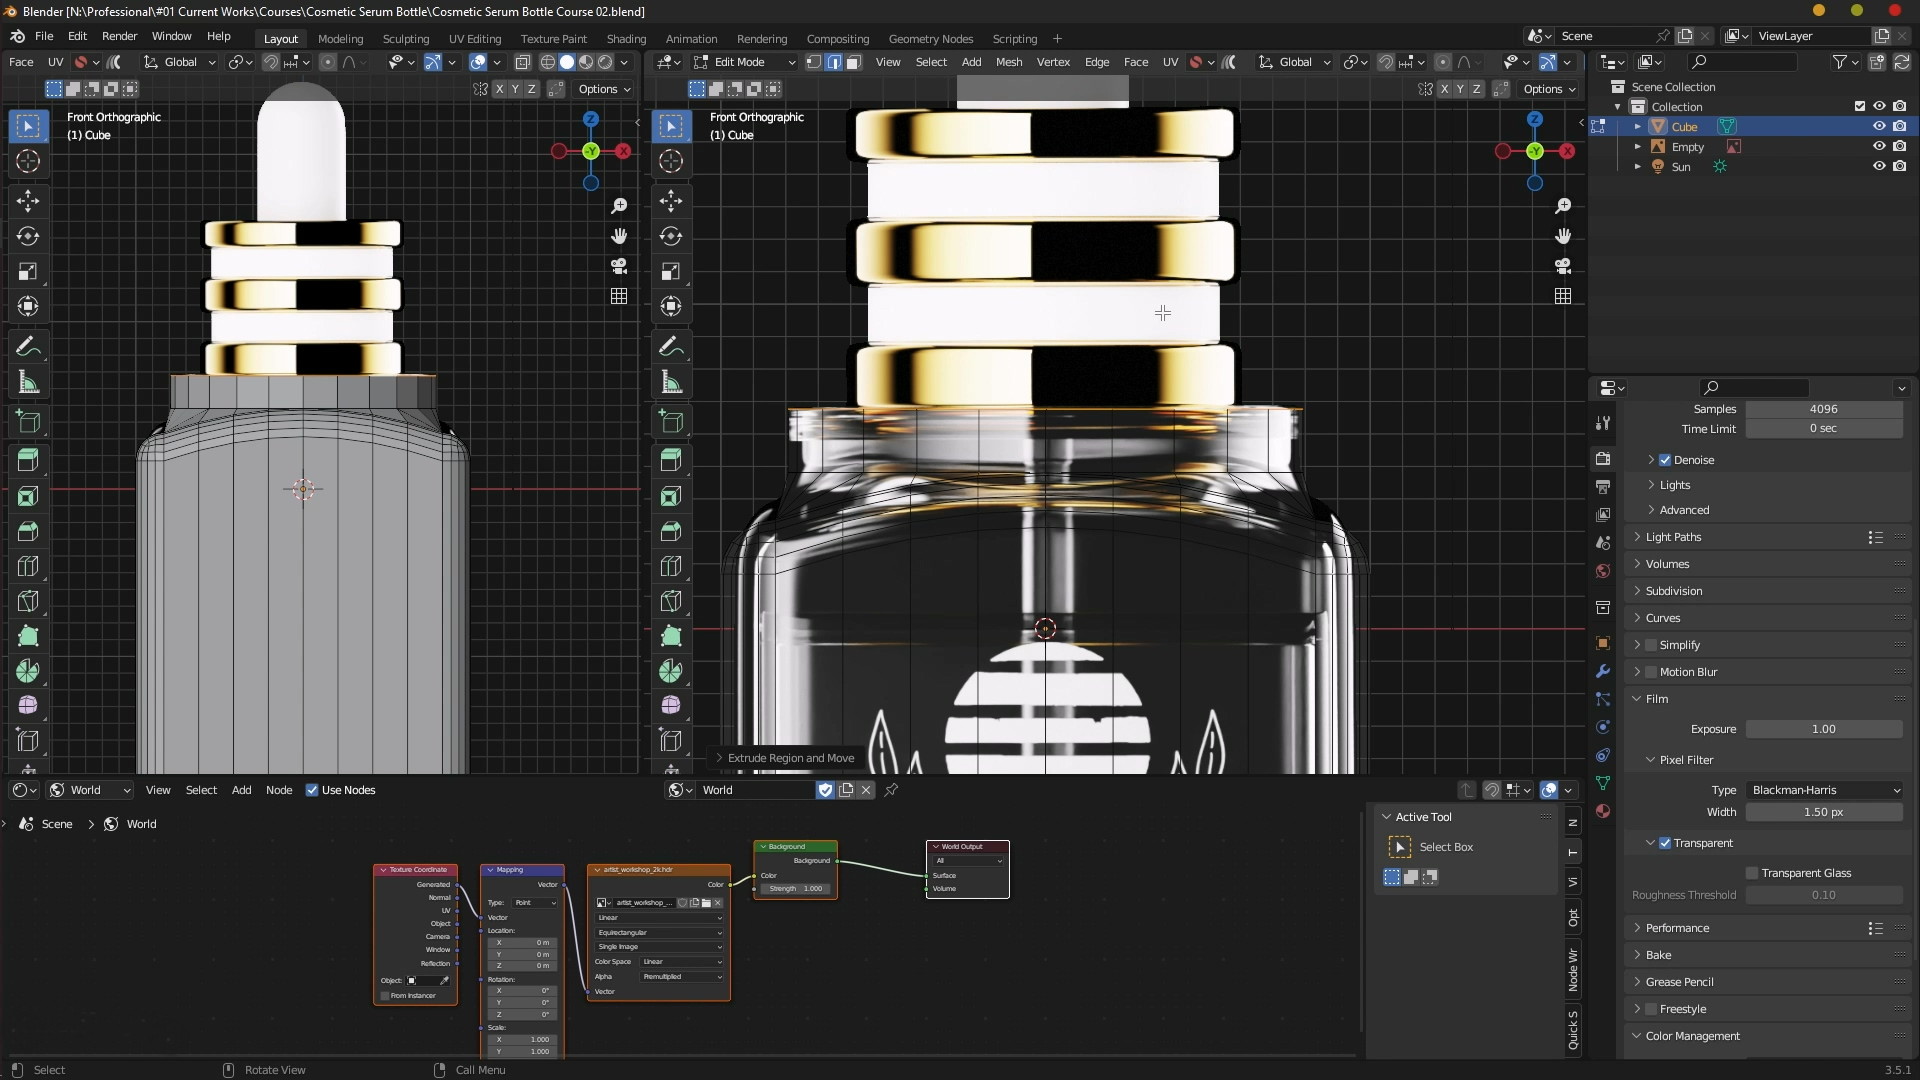 Blender [N:\Professional\#01 Current Works\Courses\Cosmetic Serum Bottle\Cosmetic Serum Bottle Course 02.blend]
File Edit Render Window Help Layout Modeling Sculpting UV Editing Texture Paint Shading Animation Rendering Compositing Geometry Nodes Scripting + Scene ViewLayer
Face UV Global Edit Mode View Select Add Mesh Vertex Edge Face UV Global
X Y Z Options X Y Z Options
Front Orthographic
(1) Cube
Z
-Y
X
Front Orthographic
(1) Cube
Z
-Y
X
Extrude Region and Move
Scene Collection
Collection
Cube
Empty
Sun
Samples 4096
Time Limit 0 sec
Denoise
Lights
Advanced
Light Paths
Volumes
Subdivision
Curves
Simplify
Motion Blur
Film
Exposure 1.00
Pixel Filter
Type Blackman-Harris
Width 1.50 px
Transparent
Transparent Glass
Roughness Threshold 0.10
Performance
Bake
Grease Pencil
Freestyle
Color Management
World View Select Add Node Use Nodes World
Scene > World
Texture Coordinate
Generated
Normal
UV
Object
Camera
Window
Reflection
Object:
From Instancer
Mapping
Vector
Type: Point
Vector
Location:
X 0 m
Y 0 m
Z 0 m
Rotation:
X 0°
Y 0°
Z 0°
Scale:
X 1.000
Y 1.000
artist_workshop_2k.hdr
Color
artist_workshop_...
Linear
Equirectangular
Single Image
Color Space Linear
Alpha Premultiplied
Vector
Background
Background
Color
Strength 1.000
World Output
All
Surface
Volume
Active Tool
Select Box
N
T
Vi
Opt
Node Wr
Quick S
Select Rotate View Call Menu 3.5.1